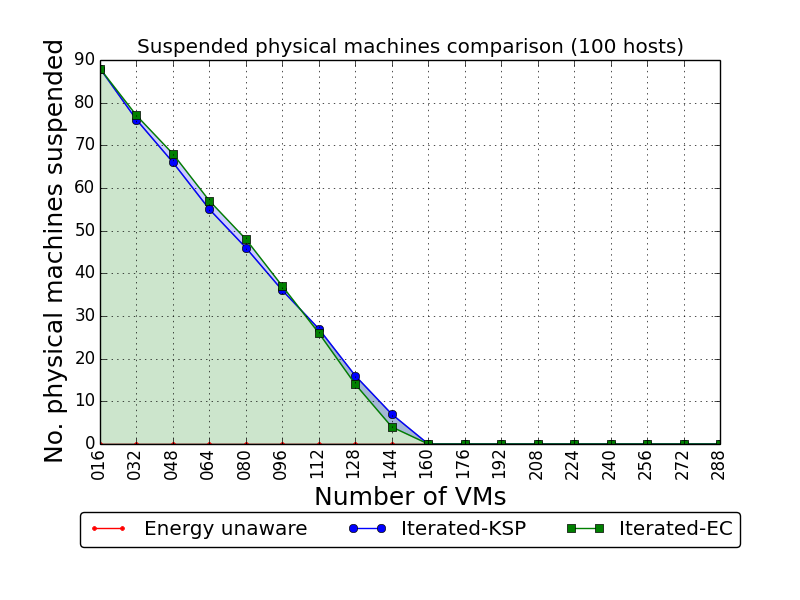 Suspended physical machines comparison (100 hosts)
No. physical machines suspended
90
80
70
60
50
40
30
20
10
0
016 032 048 064 080 096 112 128 144 160 176 192 208 224 240 256 272 288
Number of VMs
Energy unaware Iterated-KSP Iterated-EC